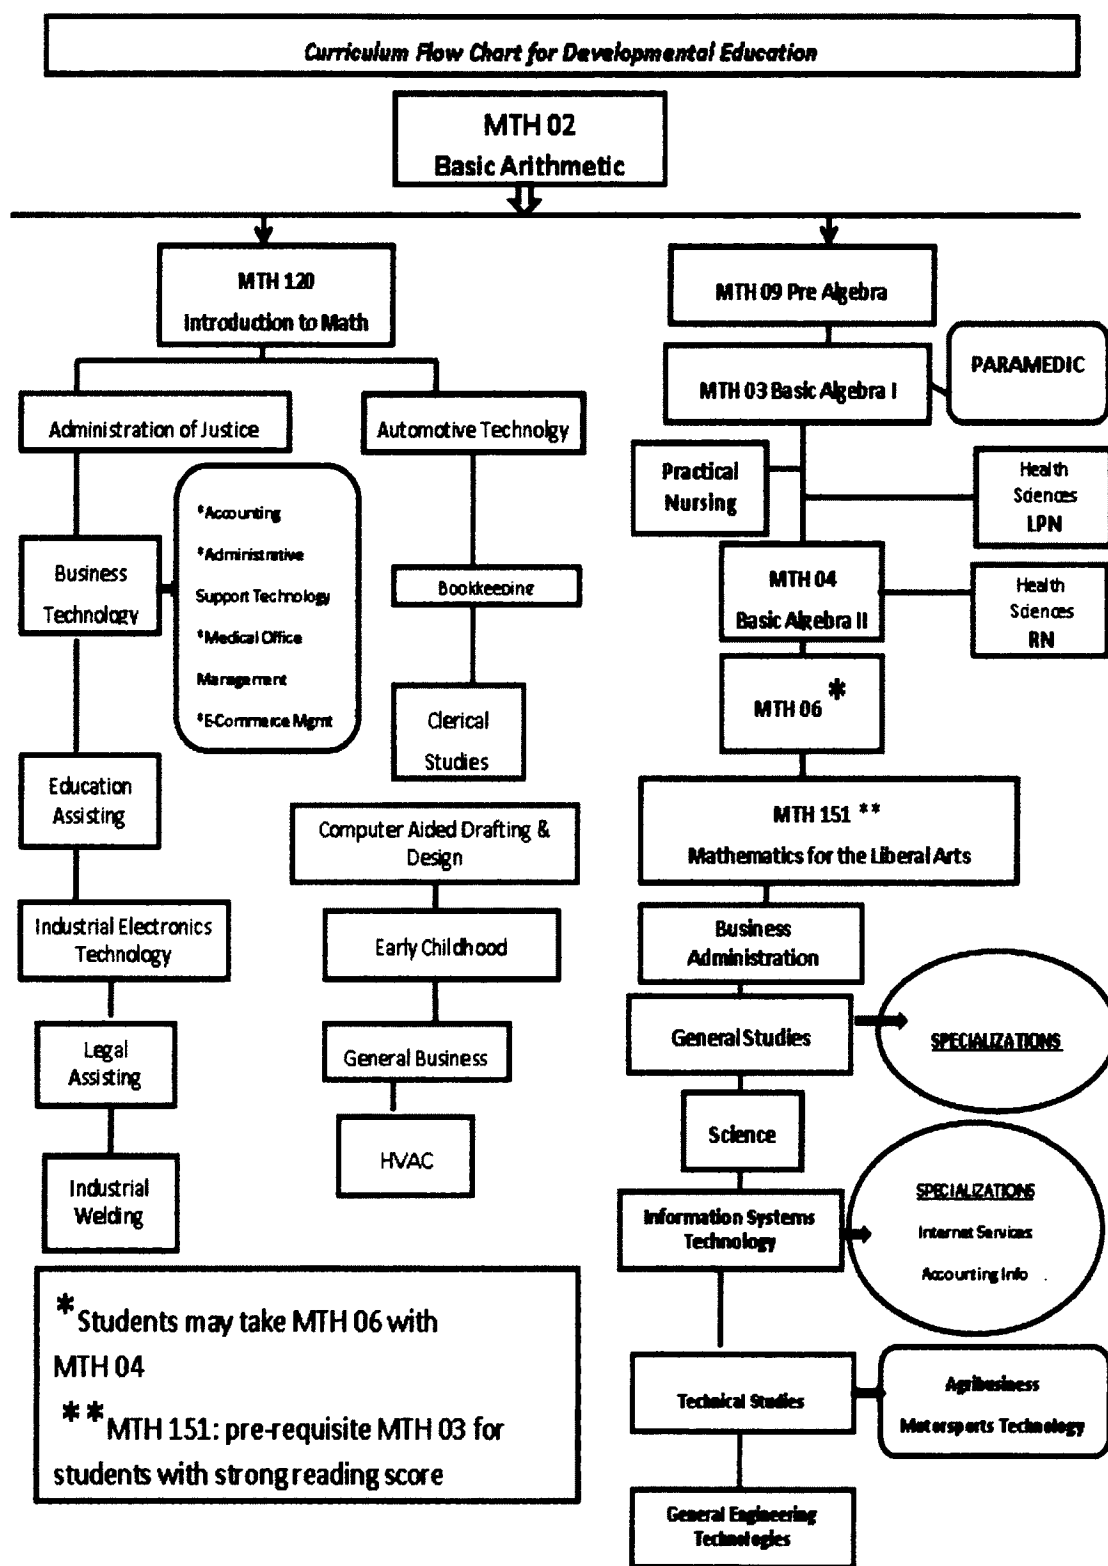 Curriculum Flow Chart for Developmental Education
MTH 02
Basic Arithmetic
MTH 120
Introduction to Math
MTH 09 Pre Algebra
MTH 03 Basic Algebra I
PARAMEDIC
Administration of Justice
Automotive Technolgy
Practical
Nursing
Health
Sciences
LPN
*Accounting
*Administrative
Support Technology
*Medical Office
Management
*E-Commerce Mgmt
Business
Technology
Bookkeeping
MTH 04
Basic Algebra II
Health
Sciences
RN
MTH 06 *
Clerical
Studies
Education
Assisting
Computer Aided Drafting &
Design
MTH 151 **
Mathematics for the Liberal Arts
Industrial Electronics
Technology
Early Childhood
Business
Administration
General Studies
SPECIALIZATIONS
Legal
Assisting
General Business
Science
HVAC
Industrial
Welding
Information Systems
Technology
SPECIALIZATIONS
Internet Services
Accounting Info
*Students may take MTH 06 with
MTH 04
**MTH 151: pre-requisite MTH 03 for
students with strong reading score
Technical Studies
Agribusiness
Motorsports Technology
General Engineering
Technologies